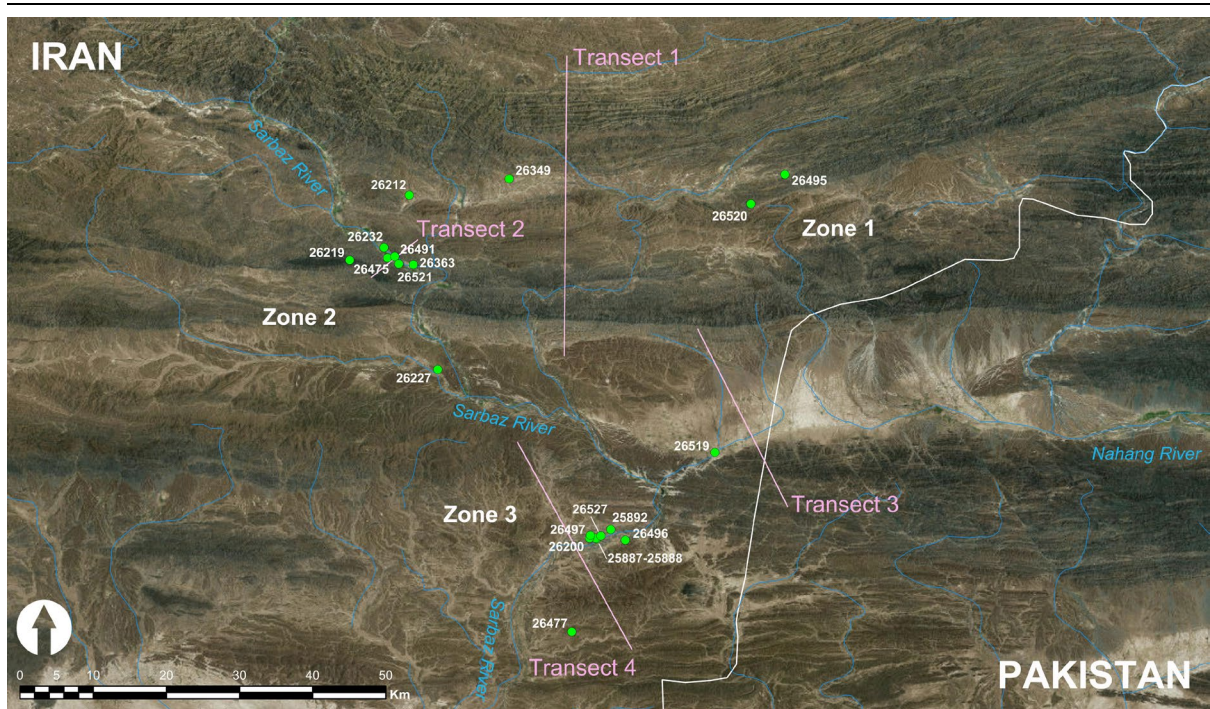 IRAN
Transect 1
Sarbaz River
26349
26495
26212
26520
Transect 2
Zone 1
26232
26491
26219
26475
26363
26521
Zone 2
26227
Sarbaz River
26519
Nahang River
Transect 3
Zone 3
26527
25892
26497
26496
26200
25887-25888
Sarbaz River
26477
Transect 4
PAKISTAN
0 5 10 20 30 40 50
Km